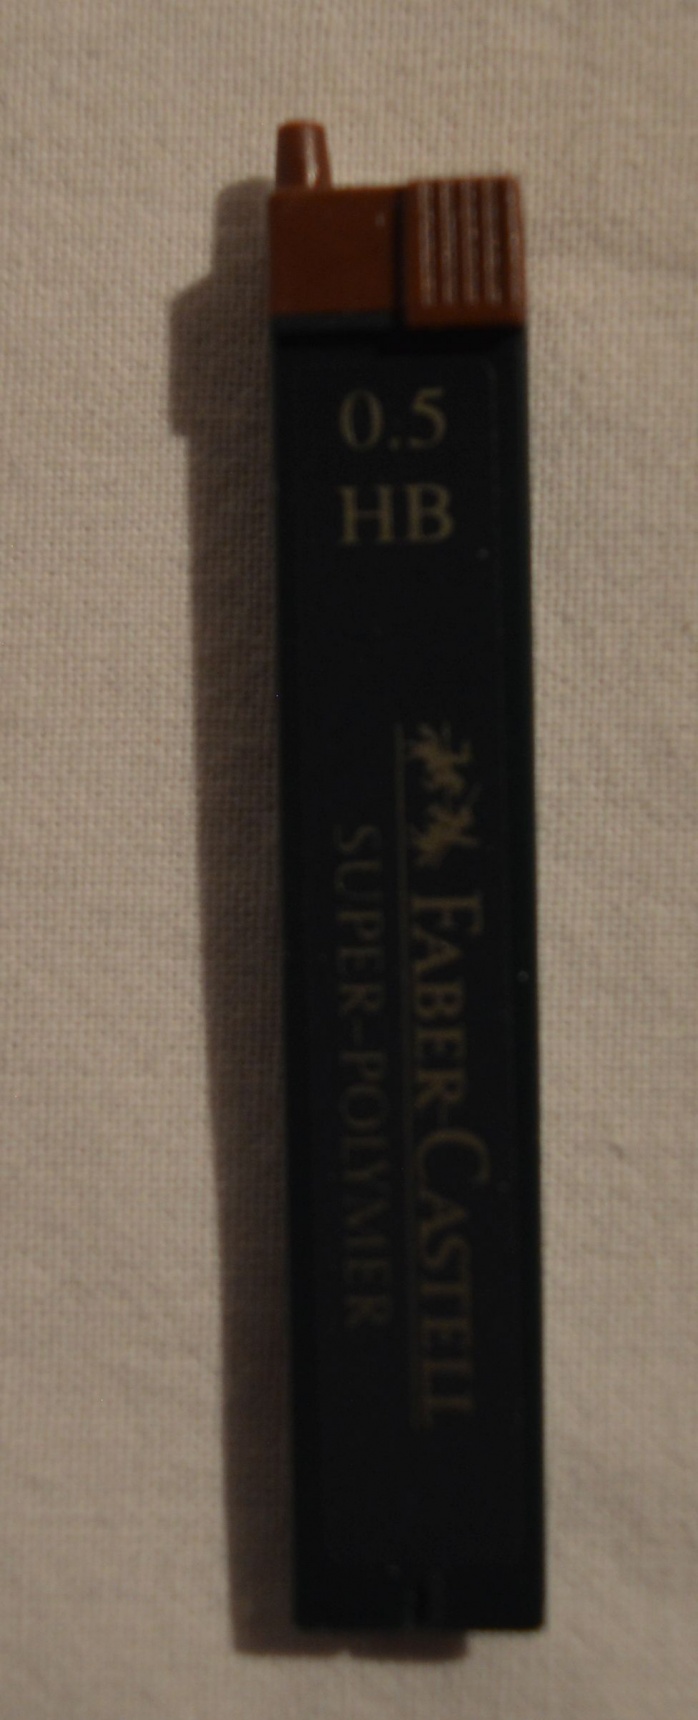 0.5
HB
FABER-CASTELL
SUPER-POLYMER